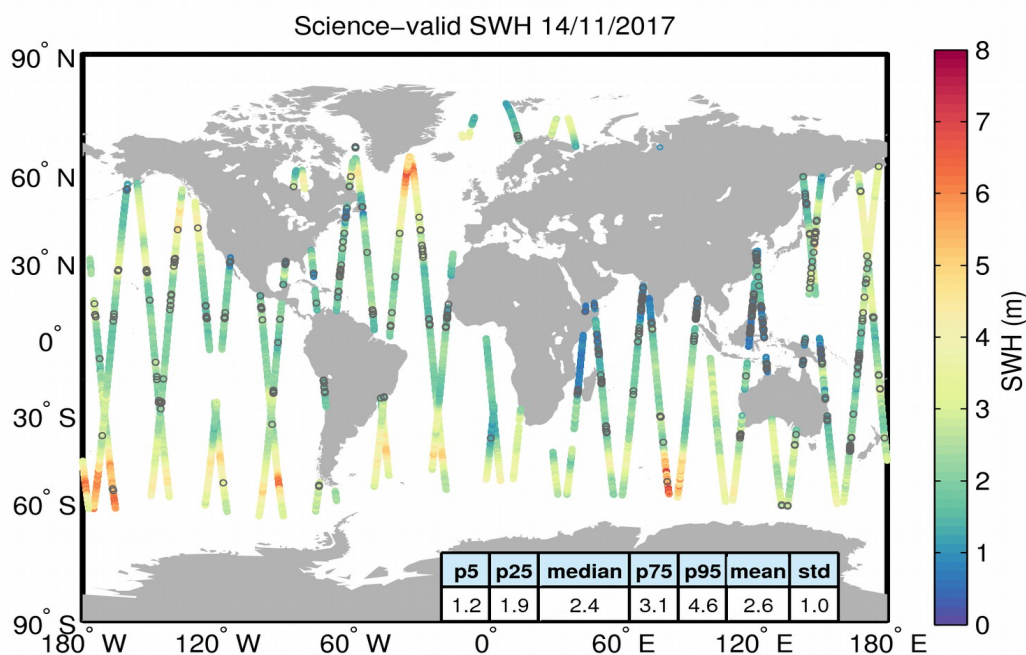 Science−valid SWH 14/11/2017
90° N
60° N
30° N
0°
30° S
60° S
90° S
180° W
120° W
60° W
0°
60° E
120° E
180° E
p5 p25 median p75 p95 mean std
1.2 1.9 2.4 3.1 4.6 2.6 1.0
8
7
6
5
4
3
2
1
0
SWH (m)